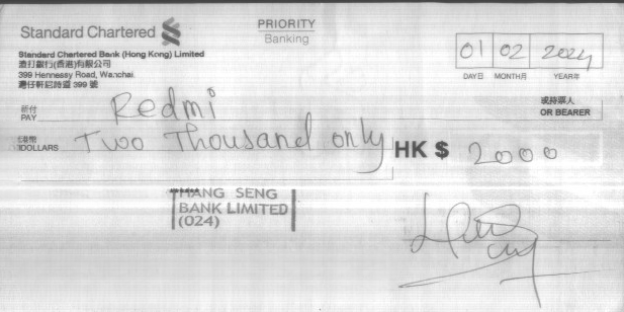 Standard Chartered
PRIORITY
Banking
Standard Chartered Bank (Hong Kong) Limited
渣打銀行(香港)有限公司
399 Hennessy Road, Wanchai
灣仔軒尼詩道 399 號
01 02 2024
DAY日 MONTH月 YEAR年
祈付
PAY Redmi
或持票人
OR BEARER
港幣
DOLLARS Two Thousand only HK $ 2000
HANG SENG
BANK LIMITED
(024)